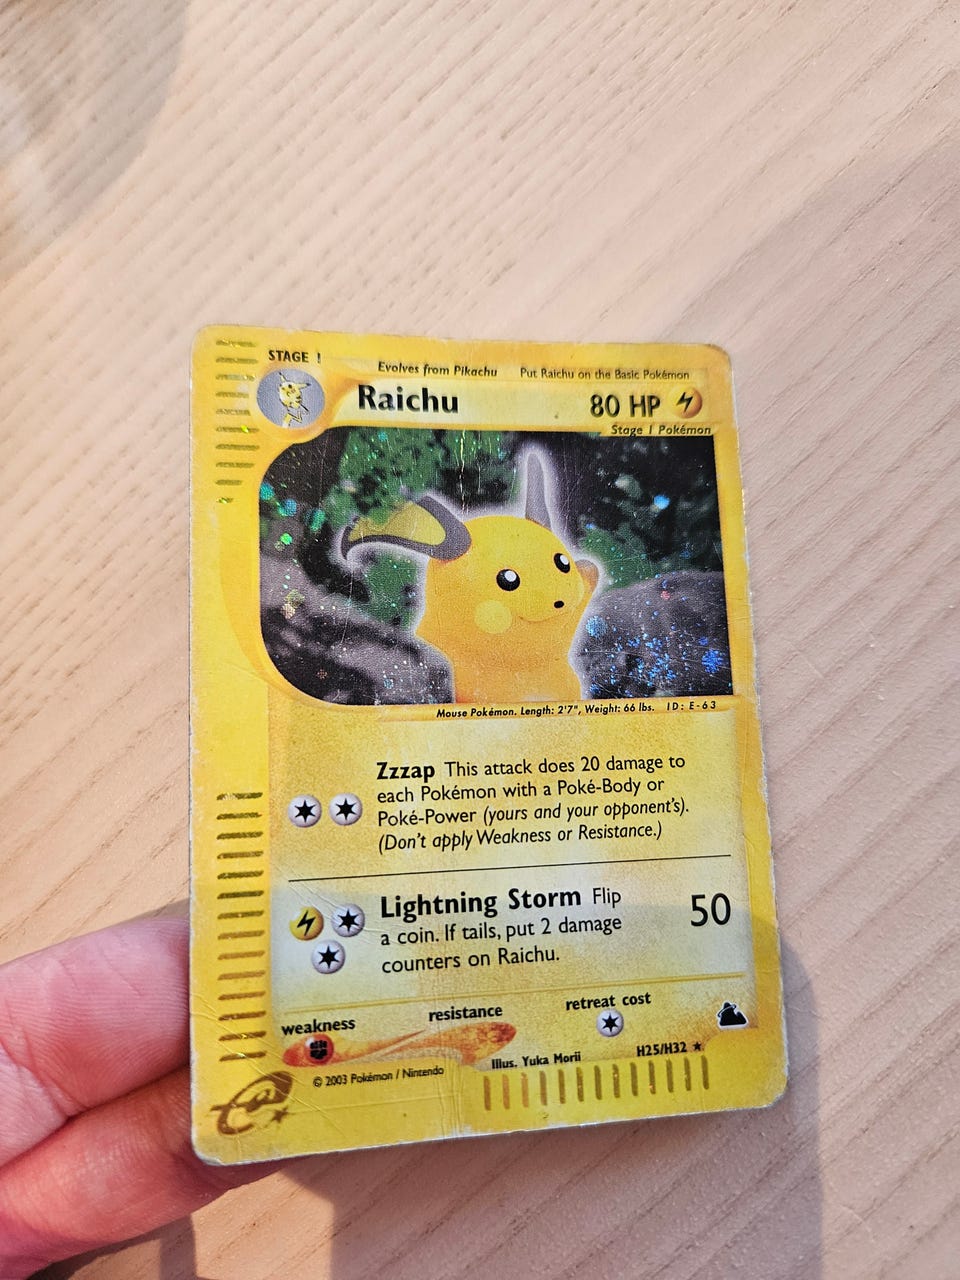 STAGE 1
Evolves from Pikachu Put Raichu on the Basic Pokémon
Raichu 80 HP
Stage 1 Pokémon
Mouse Pokémon. Length: 2'7", Weight: 66 lbs. ID: E-63
Zzzap This attack does 20 damage to
each Pokémon with a Poké-Body or
Poké-Power (yours and your opponent's).
(Don't apply Weakness or Resistance.)
Lightning Storm Flip
a coin. If tails, put 2 damage
counters on Raichu.
50
weakness resistance retreat cost
Illus. Yuka Morii H25/H32 ★
© 2003 Pokémon / Nintendo
e